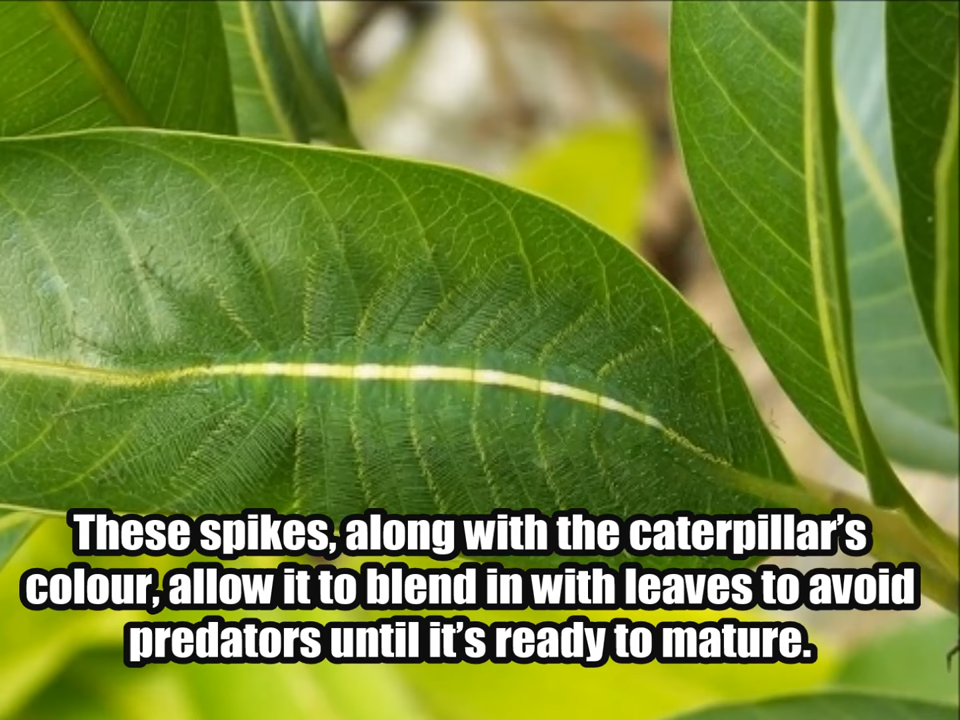 These spikes, along with the caterpillar’s
colour, allow it to blend in with leaves to avoid
predators until it’s ready to mature.